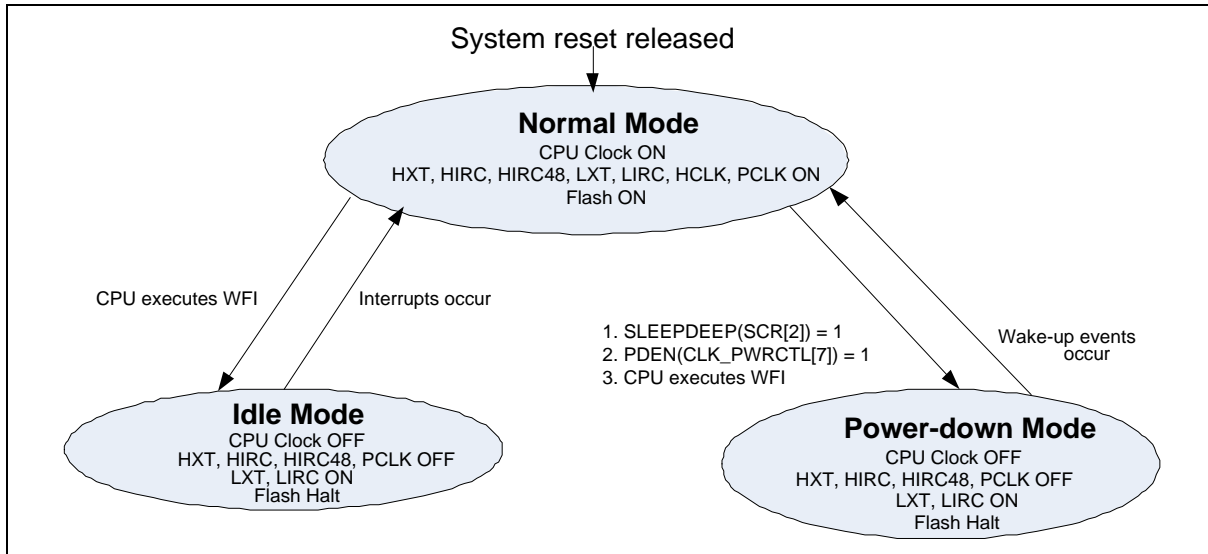 System reset released
Normal Mode
CPU Clock ON
HXT, HIRC, HIRC48, LXT, LIRC, HCLK, PCLK ON
Flash ON
CPU executes WFI
Interrupts occur
1. SLEEPDEEP(SCR[2]) = 1
2. PDEN(CLK_PWRCTL[7]) = 1
3. CPU executes WFI
Wake-up events
occur
Idle Mode
CPU Clock OFF
HXT, HIRC, HIRC48, PCLK OFF
LXT, LIRC ON
Flash Halt
Power-down Mode
CPU Clock OFF
HXT, HIRC, HIRC48, PCLK OFF
LXT, LIRC ON
Flash Halt